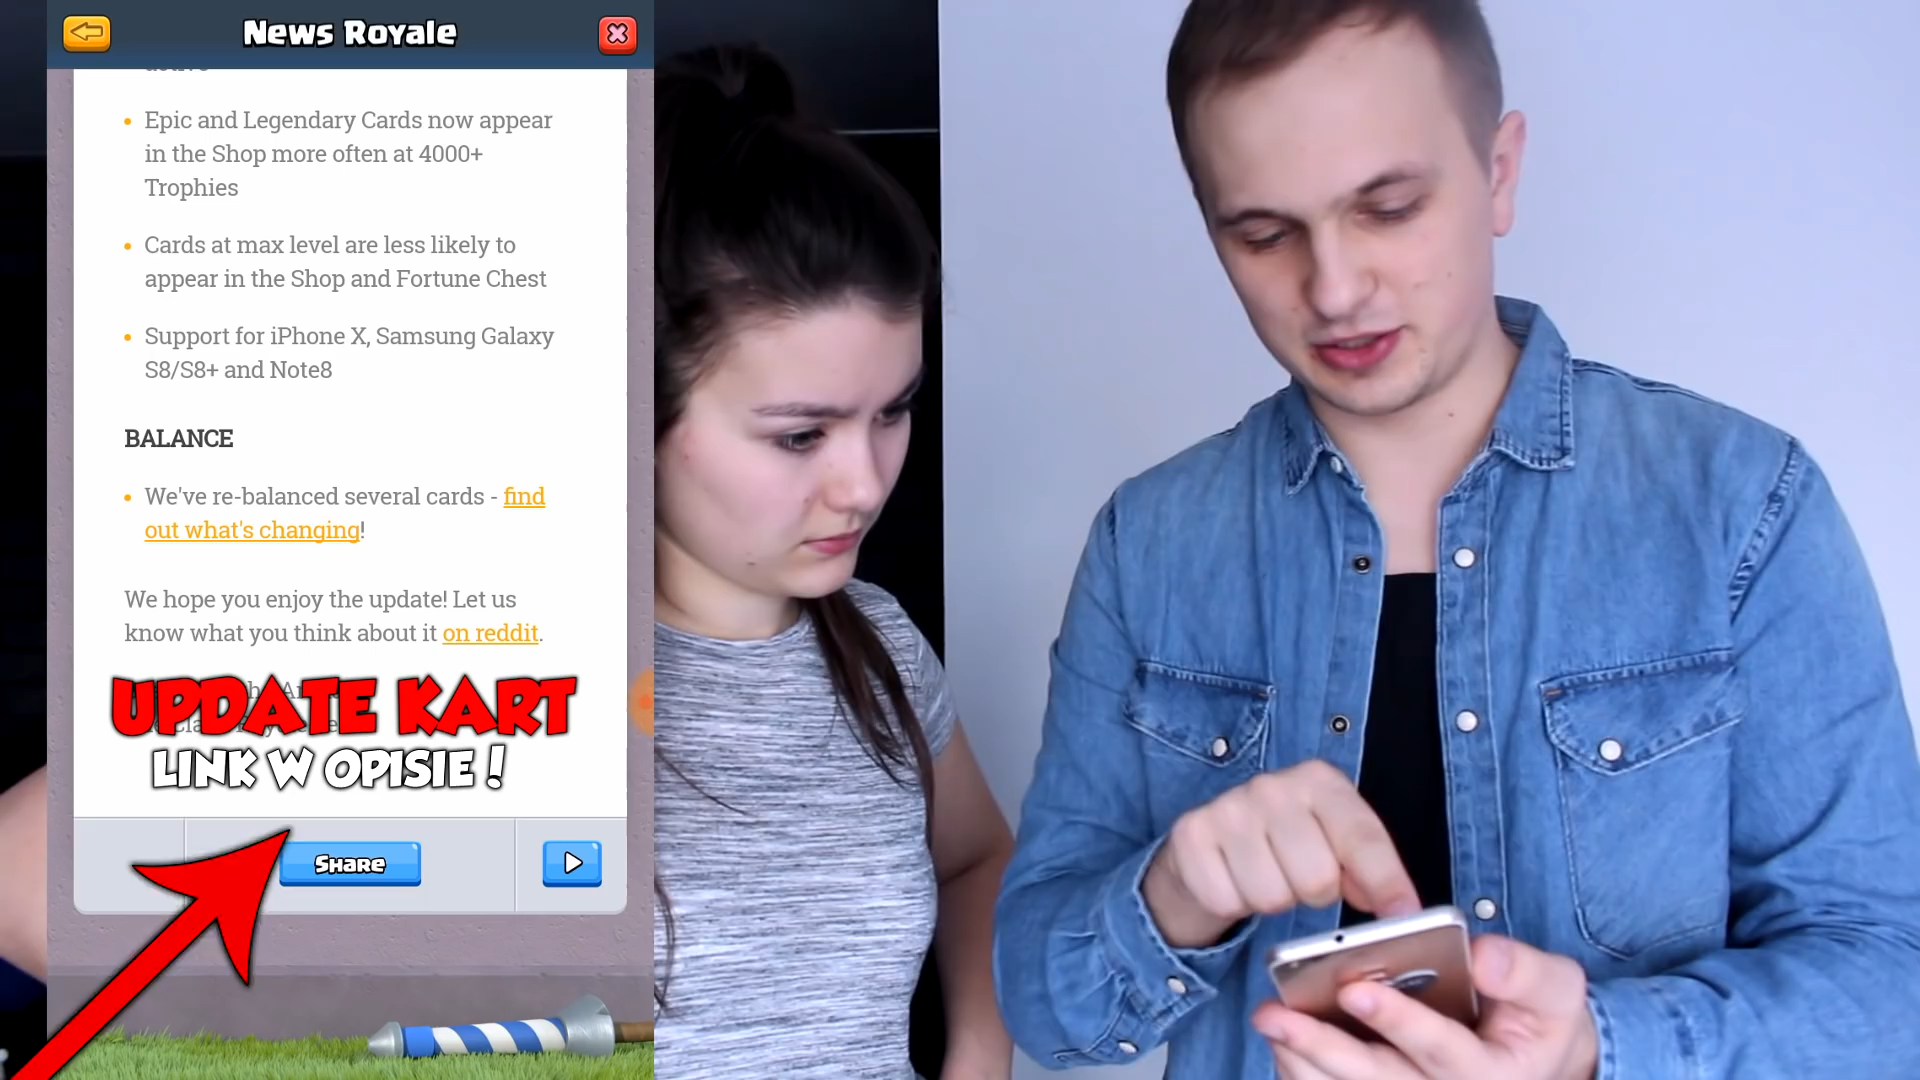 News Royale
Epic and Legendary Cards now appear
in the Shop more often at 4000+
Trophies
Cards at max level are less likely to
appear in the Shop and Fortune Chest
Support for iPhone X, Samsung Galaxy
S8/S8+ and Note8
BALANCE
We've re-balanced several cards - find
out what's changing!
We hope you enjoy the update! Let us
know what you think about it on reddit.
UPDATE KART
LINK W OPISIE!
Share